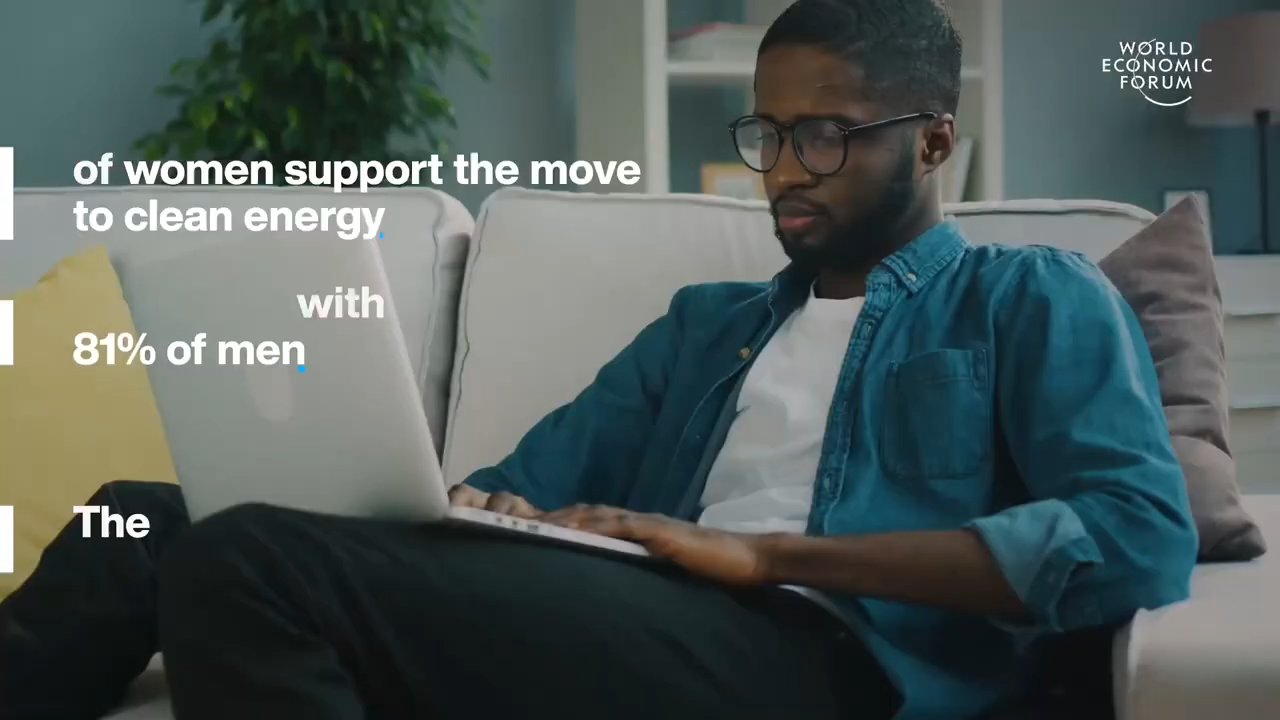 WORLD
ECONOMIC
FORUM
of women support the move
to clean energy
with
81% of men
The